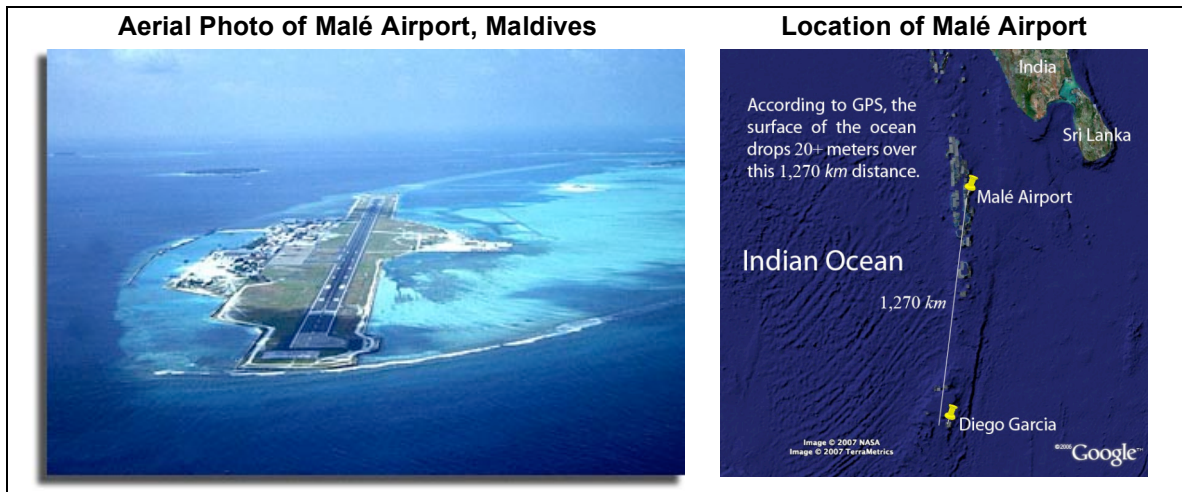 Aerial Photo of Malé Airport, Maldives
Location of Malé Airport
India
According to GPS, the
surface of the ocean
drops 20+ meters over
this 1,270 km distance.
Sri Lanka
Malé Airport
Indian Ocean
1,270 km
Diego Garcia
Image © 2007 NASA
Image © 2007 TerraMetrics
©2006 Google™